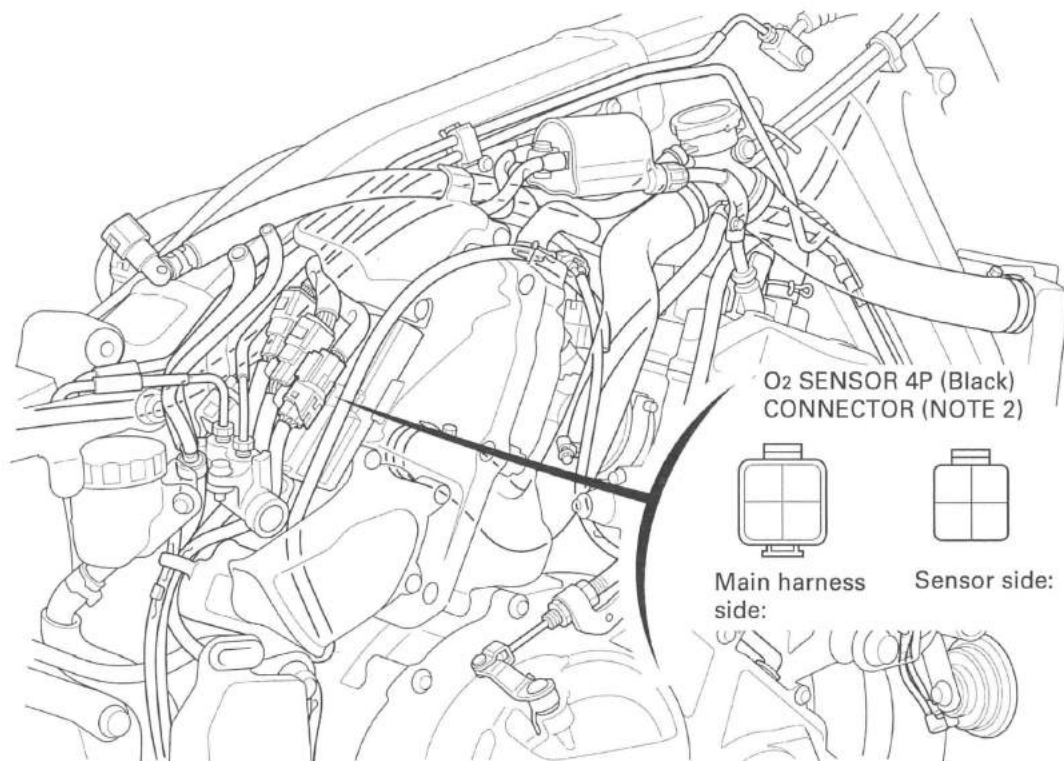 O2 SENSOR 4P (Black)
CONNECTOR (NOTE 2)
Main harness
side:
Sensor side: